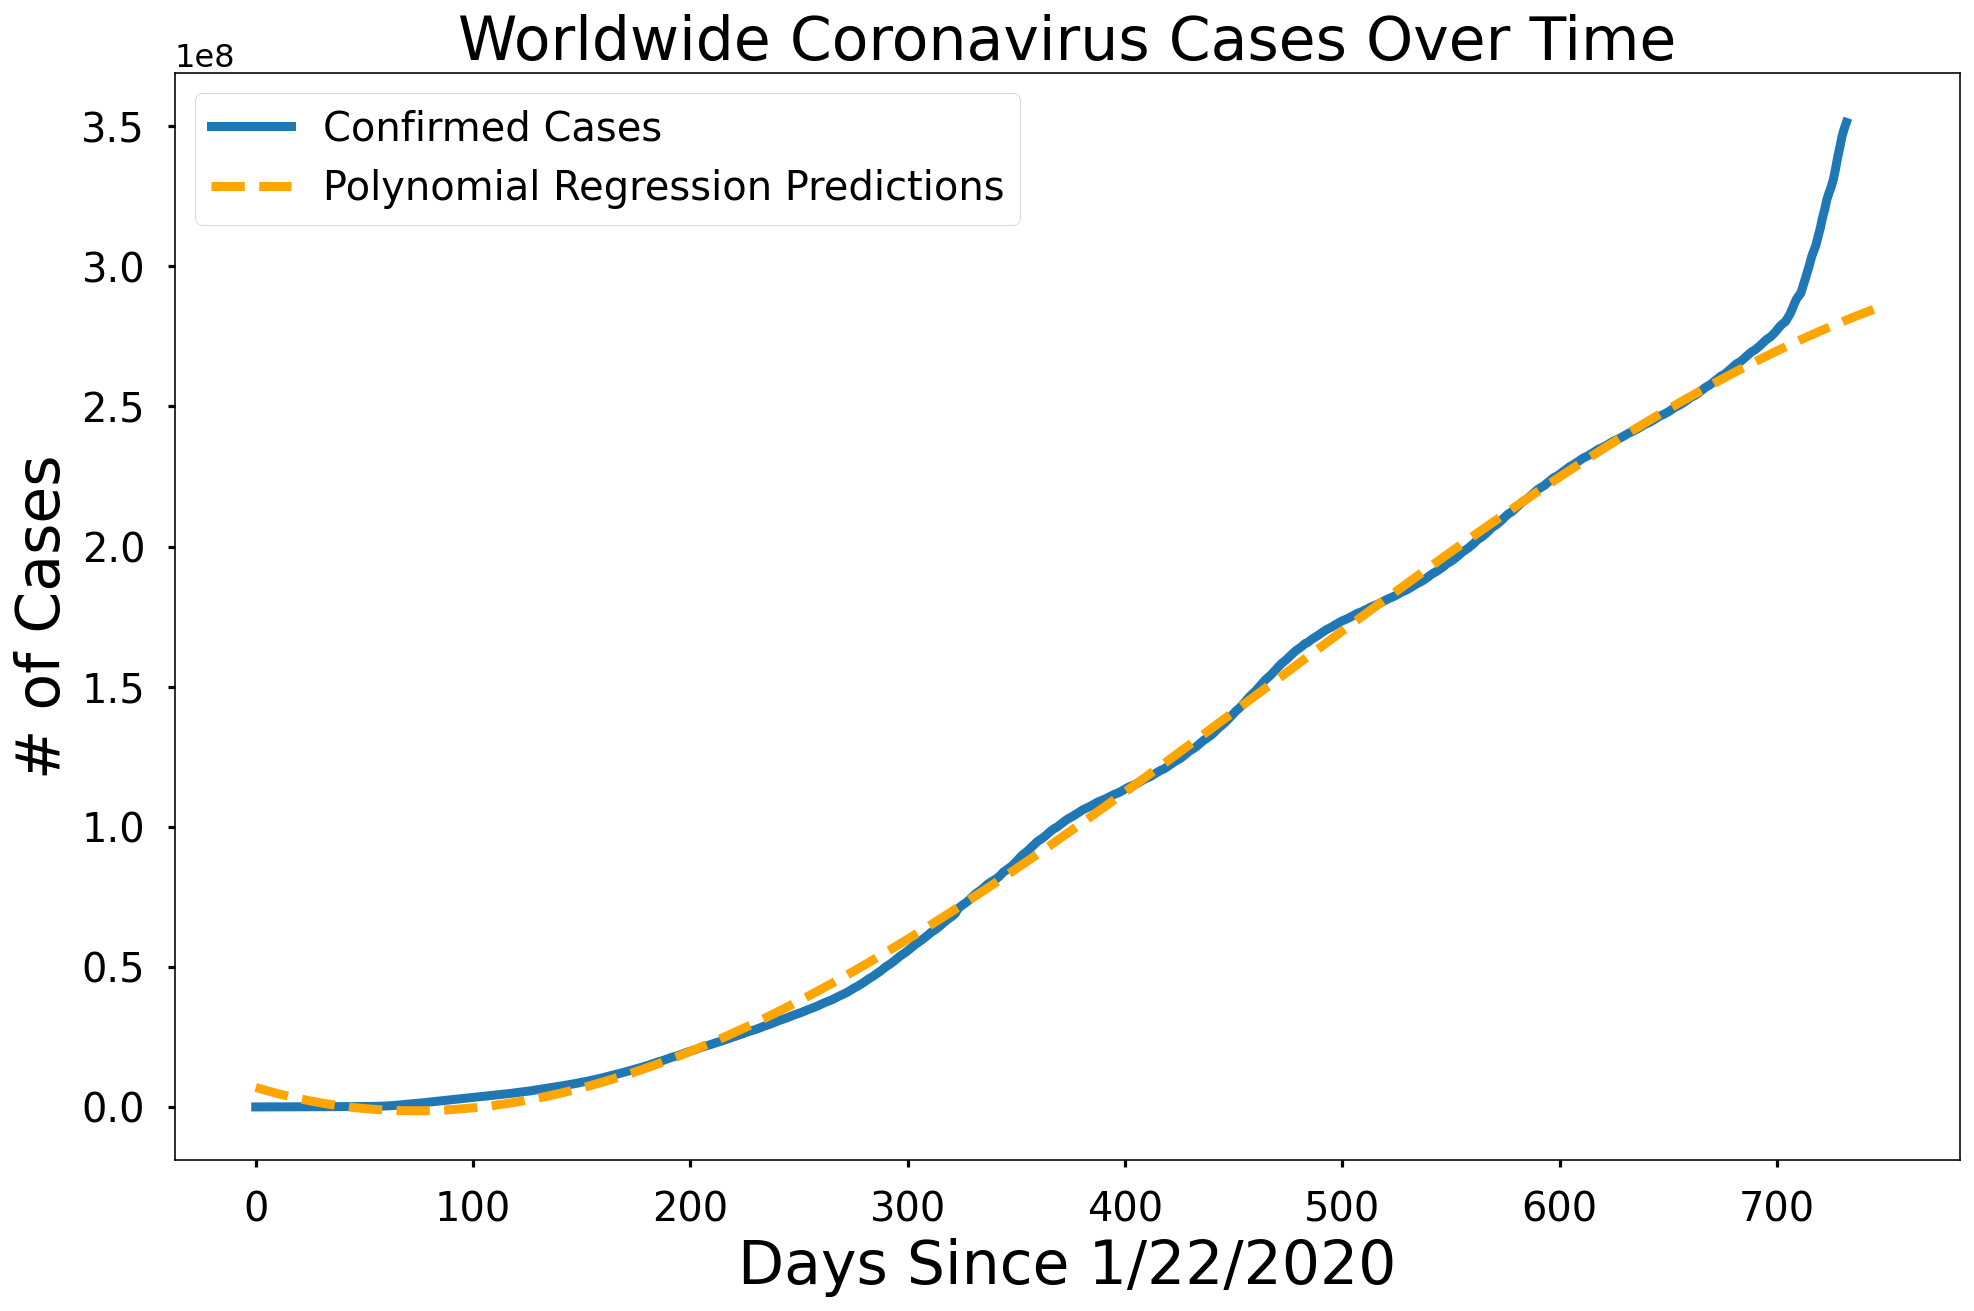 Worldwide Coronavirus Cases Over Time
1e8
Confirmed Cases
Polynomial Regression Predictions
3.5
3.0
2.5
2.0
1.5
1.0
0.5
0.0
# of Cases
0 100 200 300 400 500 600 700
Days Since 1/22/2020